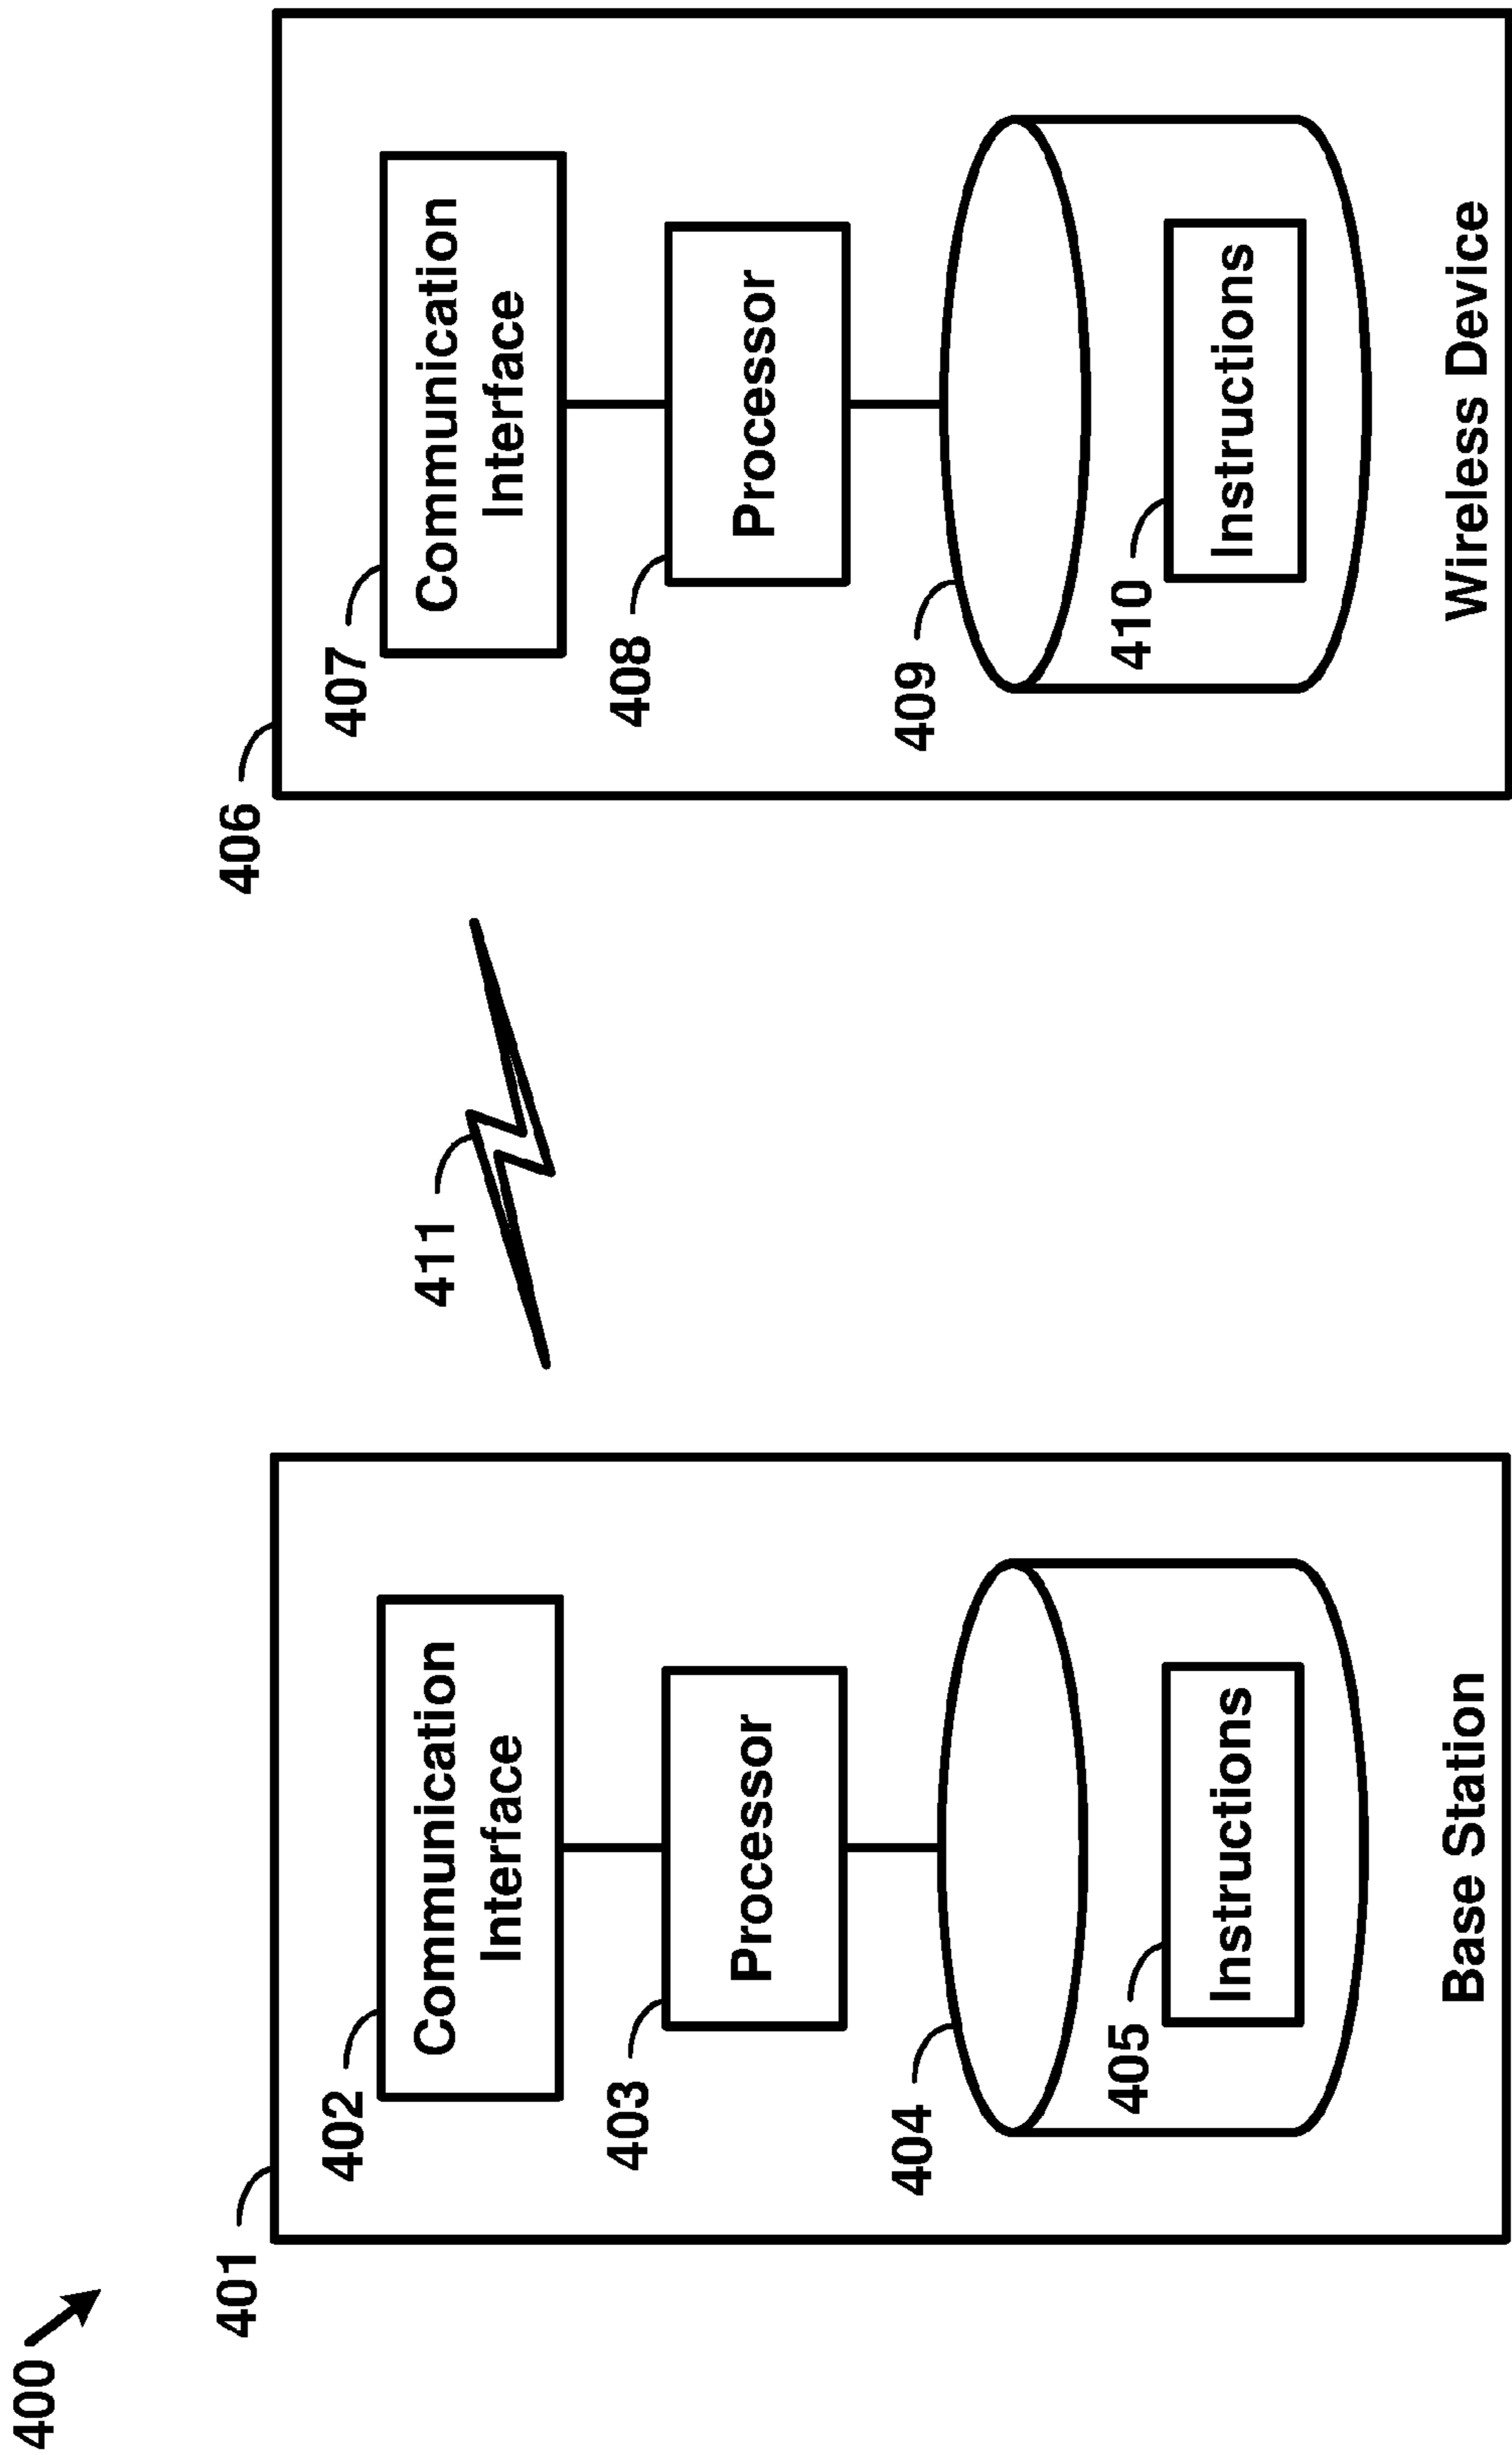 400
401
402
Communication
Interface
403
Processor
404
405
Instructions
Base Station
411
406
407
Communication
Interface
408
Processor
409
410
Instructions
Wireless Device